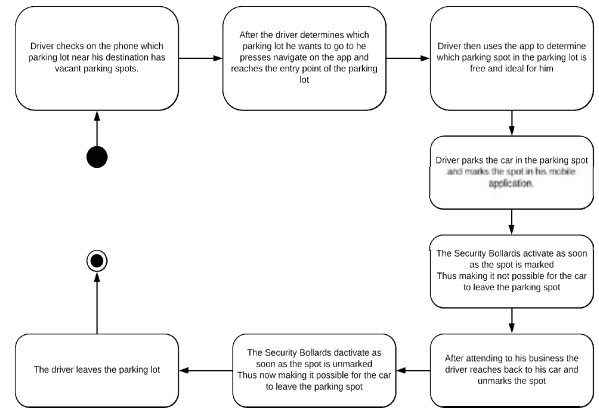 Driver checks on the phone which
parking lot near his destination has
vacant parking spots.
After the driver determines which
parking lot he wants to go to he
presses navigate on the app and
reaches the entry point of the parking
lot
Driver then uses the app to determine
which parking spot in the parking lot is
free and ideal for him
Driver parks the car in the parking spot
and marks the spot in his mobile
application.
The Security Bollards activate as soon
as the spot is marked
Thus making it not possible for the car
to leave the parking spot
After attending to his business the
driver reaches back to his car and
unmarks the spot
The Security Bollards dactivate as
soon as the spot is unmarked
Thus now making it possible for the car
to leave the parking spot
The driver leaves the parking lot